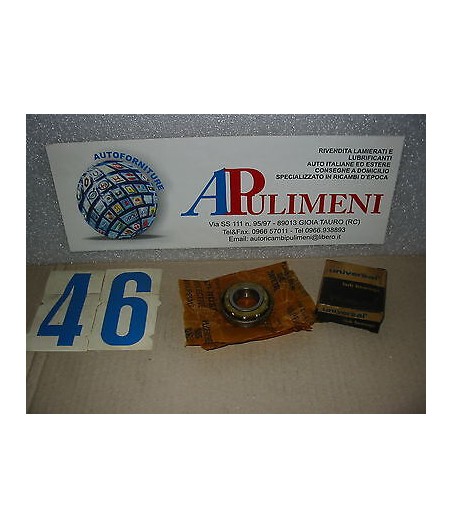 AUTOFORNITURE
RIVENDITA LAMIERATI E
LUBRIFICANTI
AUTO ITALIANE ED ESTERE
CONSEGNE A DOMICILIO
SPECIALIZZATO IN RICAMBI D'EPOCA
APULIMENI
Via SS 111 n. 95/97 - 89013 GIOIA TAURO (RC)
Tel&Fax: 0966 57011 - Tel 0966.938893
Email: autoricambipulimeni@libero.it
46
universal